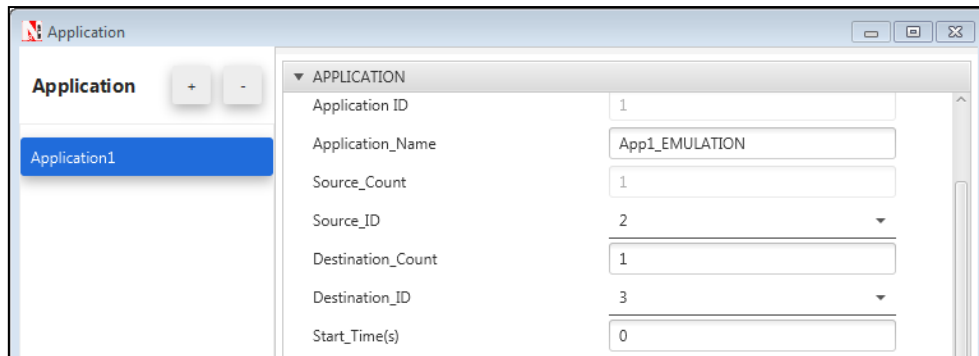 Application
Application + -
Application1
▼ APPLICATION
Application ID 1
Application_Name App1_EMULATION
Source_Count 1
Source_ID 2
Destination_Count 1
Destination_ID 3
Start_Time(s) 0